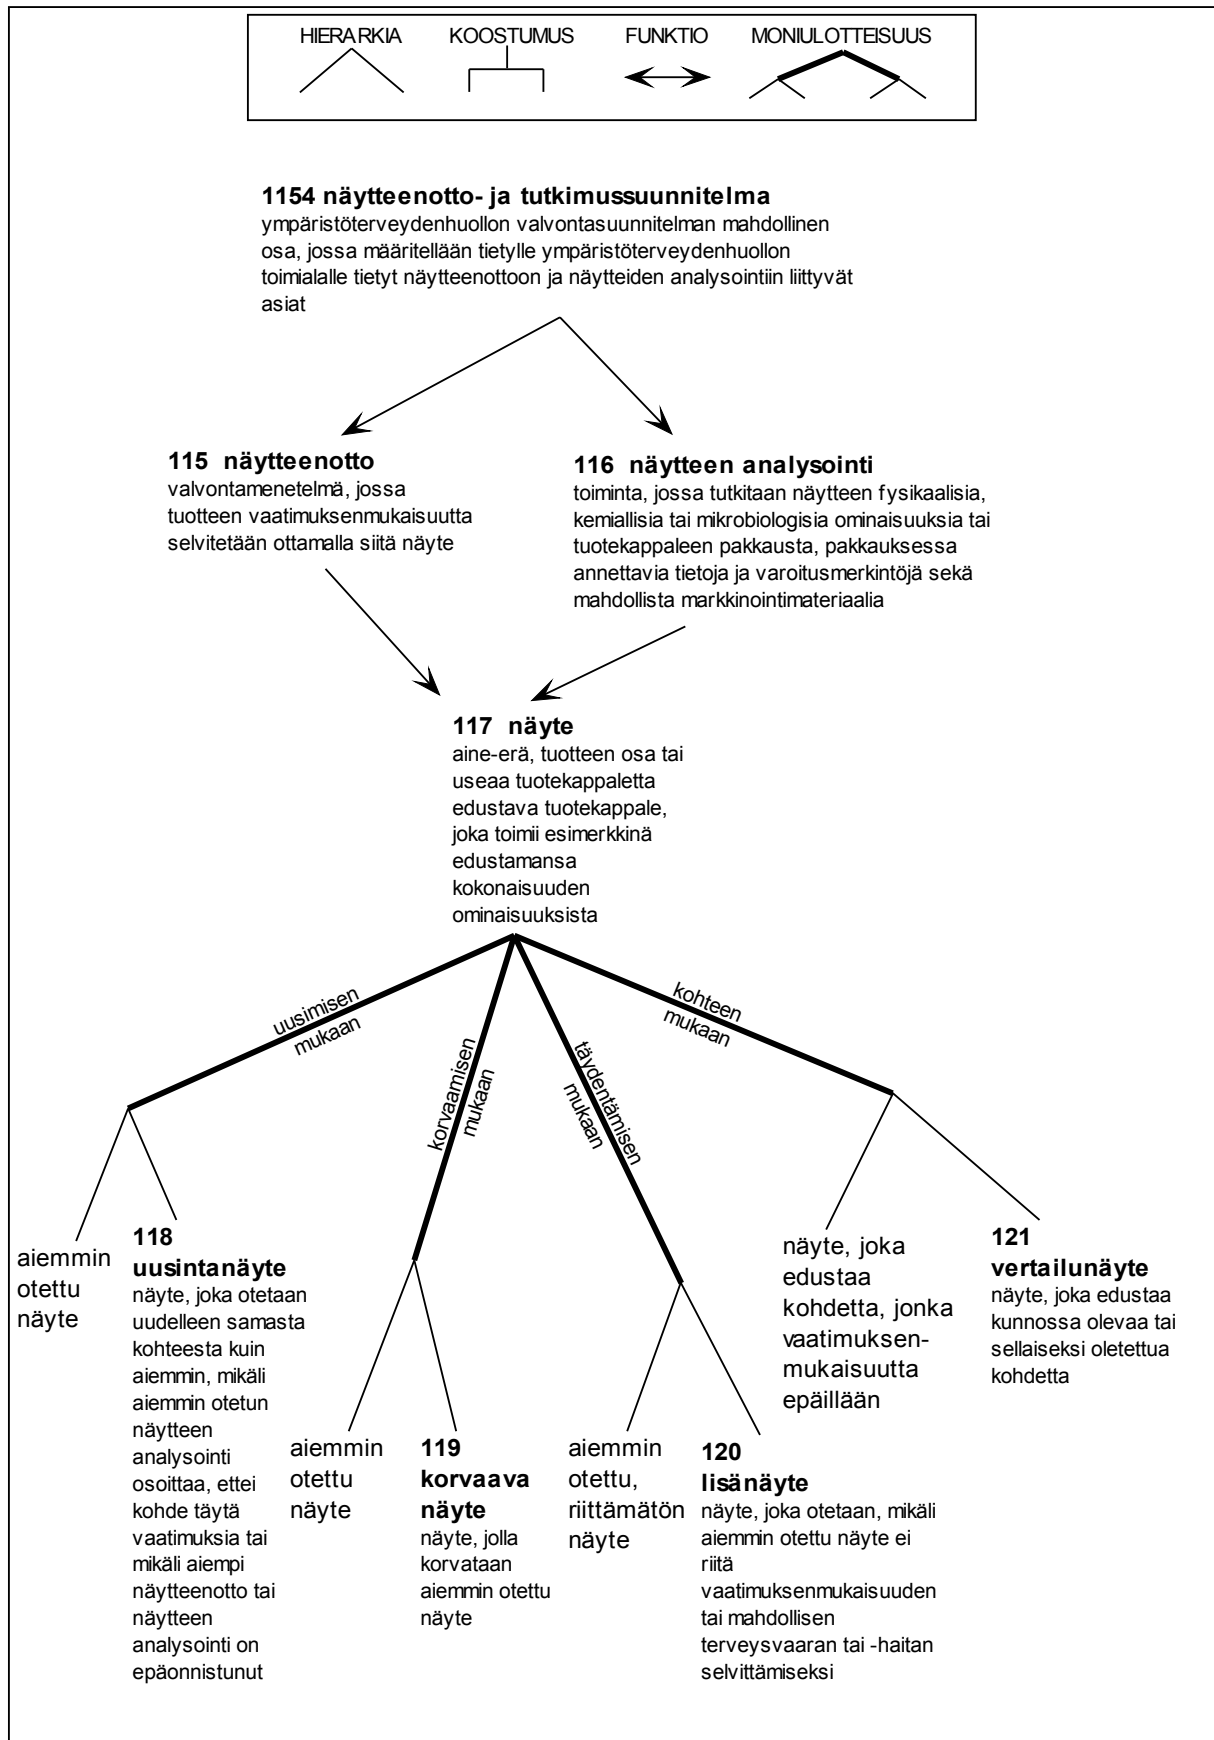 HIERARKIA KOOSTUMUS FUNKTIO MONIULOTTEISUUS
1154 näytteenotto- ja tutkimussuunnitelma
ympäristöterveydenhuollon valvontasuunnitelman mahdollinen
osa, jossa määritellään tietylle ympäristöterveydenhuollon
toimialalle tietyt näytteenottoon ja näytteiden analysointiin liittyvät
asiat
115 näytteenotto
valvontamenetelmä, jossa
tuotteen vaatimuksenmukaisuutta
selvitetään ottamalla siitä näyte
116 näytteen analysointi
toiminta, jossa tutkitaan näytteen fysikaalisia,
kemiallisia tai mikrobiologisia ominaisuuksia tai
tuotekappaleen pakkausta, pakkauksessa
annettavia tietoja ja varoitusmerkintöjä sekä
mahdollista markkinointimateriaalia
117 näyte
aine-erä, tuotteen osa tai
useaa tuotekappaletta
edustava tuotekappale,
joka toimii esimerkkinä
edustamansa
kokonaisuuden
ominaisuuksista
uusimisen
mukaan
korvaamisen
mukaan
täydentämisen
mukaan
kohteen
mukaan
aiemmin
otettu
näyte
118
uusintanäyte
näyte, joka otetaan
uudelleen samasta
kohteesta kuin
aiemmin, mikäli
aiemmin otetun
näytteen
analysointi
osoittaa, ettei
kohde täytä
vaatimuksia tai
mikäli aiempi
näytteenotto tai
näytteen
analysointi on
epäonnistunut
aiemmin
otettu
näyte
119
korvaava
näyte
näyte, jolla
korvataan
aiemmin otettu
näyte
aiemmin
otettu,
riittämätön
näyte
120
lisänäyte
näyte, joka otetaan, mikäli
aiemmin otettu näyte ei
riitä
vaatimuksenmukaisuuden
tai mahdollisen
terveysvaaran tai -haitan
selvittämiseksi
näyte, joka
edustaa
kohdetta, jonka
vaatimuksen-
mukaisuutta
epäillään
121
vertailunäyte
näyte, joka edustaa
kunnossa olevaa tai
sellaiseksi oletettua
kohdetta